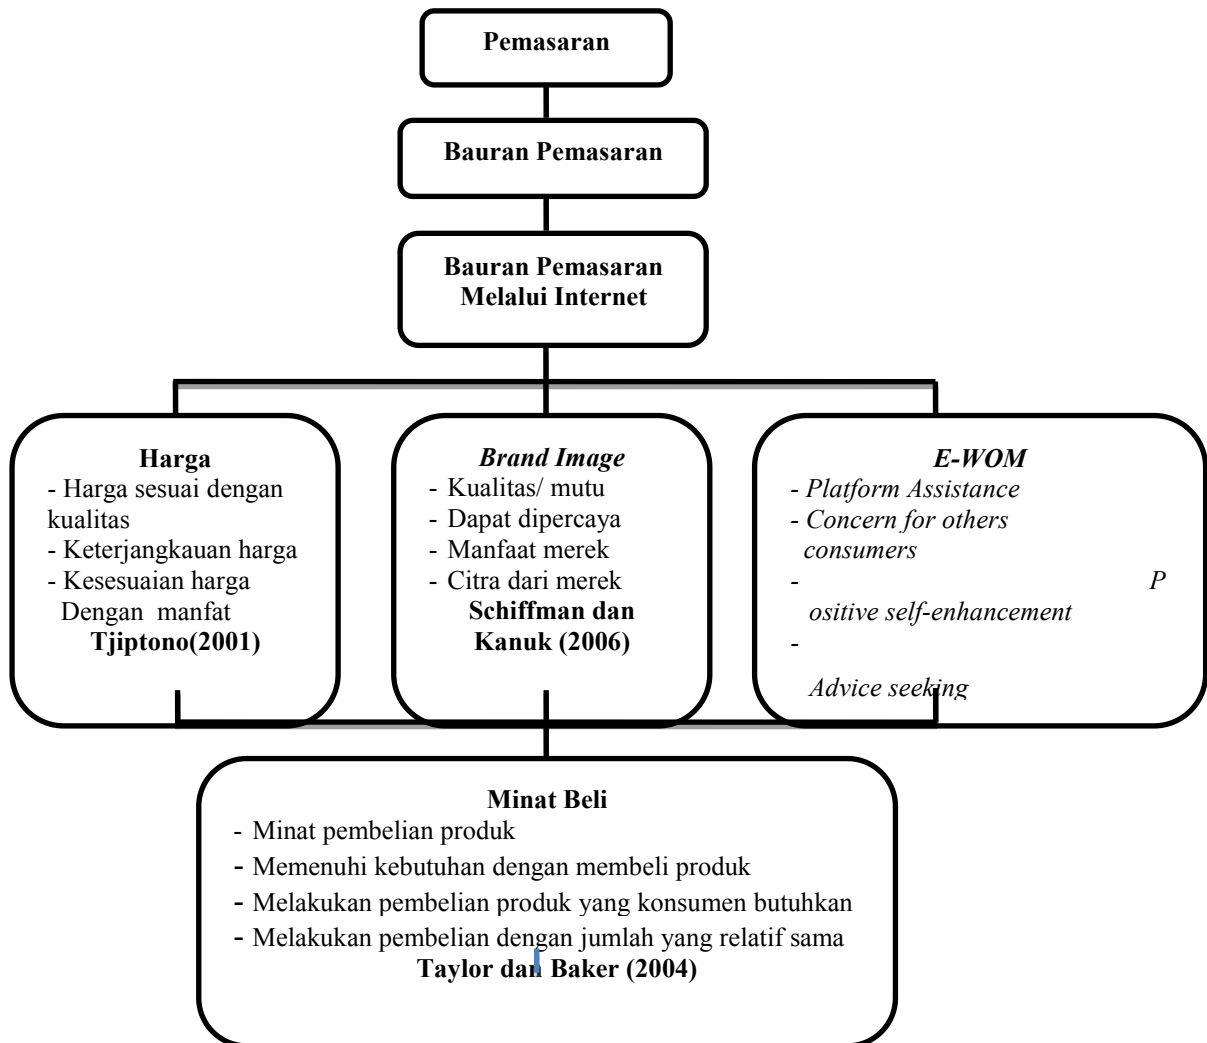 Pemasaran
Bauran Pemasaran
Bauran Pemasaran
Melalui Internet
Harga
- Harga sesuai dengan
kualitas
- Keterjangkauan harga
- Kesesuaian harga
Dengan manfat
Tjiptono(2001)
Brand Image
- Kualitas/ mutu
- Dapat dipercaya
- Manfaat merek
- Citra dari merek
Schiffman dan
Kanuk (2006)
E-WOM
- Platform Assistance
- Concern for others
consumers
- P
ositive self-enhancement
-
Advice seeking
Minat Beli
- Minat pembelian produk
- Memenuhi kebutuhan dengan membeli produk
- Melakukan pembelian produk yang konsumen butuhkan
- Melakukan pembelian dengan jumlah yang relatif sama
Taylor dan Baker (2004)